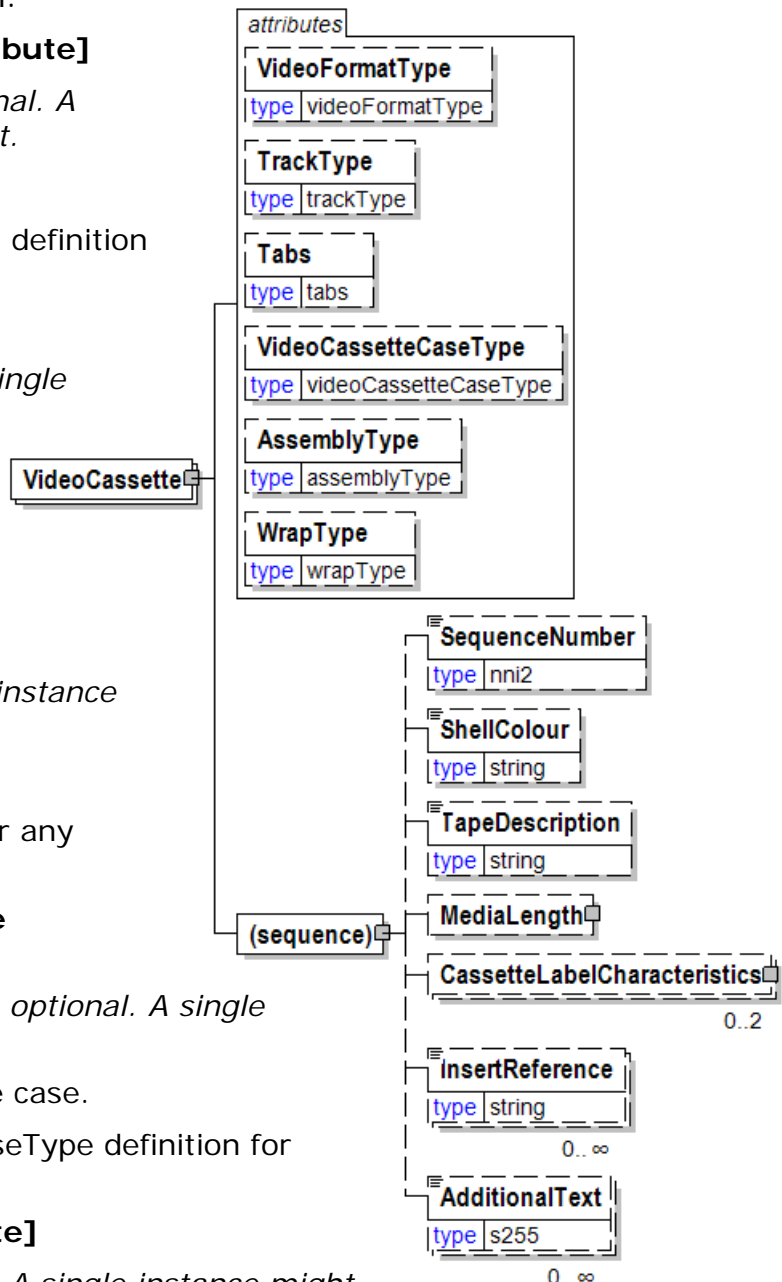 bute]
nal. A
t.
definition
ingle
instance
r any
e
optional. A single
e case.
seType definition for
te]
A single instance might
attributes
VideoFormatType
type videoFormatType
TrackType
type trackType
Tabs
type tabs
VideoCassetteCaseType
type videoCassetteCaseType
AssemblyType
type assemblyType
WrapType
type wrapType
VideoCassette
(sequence)
SequenceNumber
type nni2
ShellColour
type string
TapeDescription
type string
MediaLength
CassetteLabelCharacteristics
0..2
InsertReference
type string
0..∞
AdditionalText
type s255
0..∞